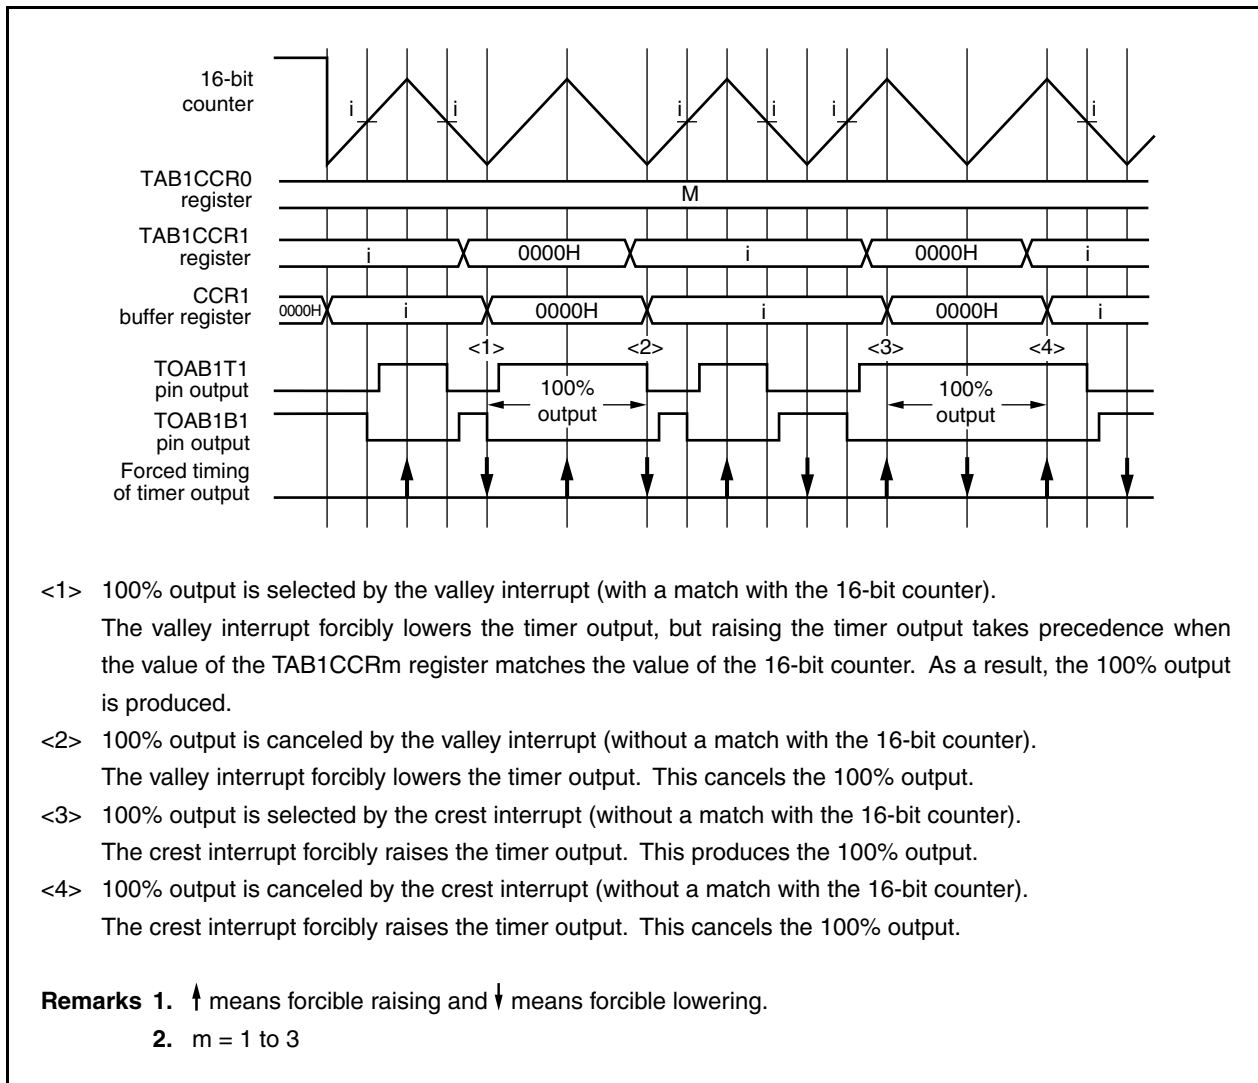 16-bit
counter
i
i
i
i
i
i
TAB1CCR0
register
M
TAB1CCR1
register
i
0000H
i
0000H
i
CCR1
buffer register
0000H
i
0000H
i
0000H
i
<1>
<2>
<3>
<4>
TOAB1T1
pin output
100%
output
100%
output
TOAB1B1
pin output
Forced timing
of timer output
<1> 100% output is selected by the valley interrupt (with a match with the 16-bit counter).
The valley interrupt forcibly lowers the timer output, but raising the timer output takes precedence when
the value of the TAB1CCRm register matches the value of the 16-bit counter. As a result, the 100% output
is produced.
<2> 100% output is canceled by the valley interrupt (without a match with the 16-bit counter).
The valley interrupt forcibly lowers the timer output. This cancels the 100% output.
<3> 100% output is selected by the crest interrupt (without a match with the 16-bit counter).
The crest interrupt forcibly raises the timer output. This produces the 100% output.
<4> 100% output is canceled by the crest interrupt (without a match with the 16-bit counter).
The crest interrupt forcibly raises the timer output. This cancels the 100% output.
Remarks 1. ↑ means forcible raising and ↓ means forcible lowering.
2. m = 1 to 3